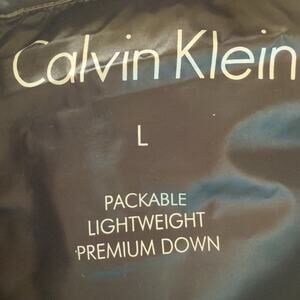 Calvin Klein
L
PACKABLE
LIGHTWEIGHT
PREMIUM DOWN